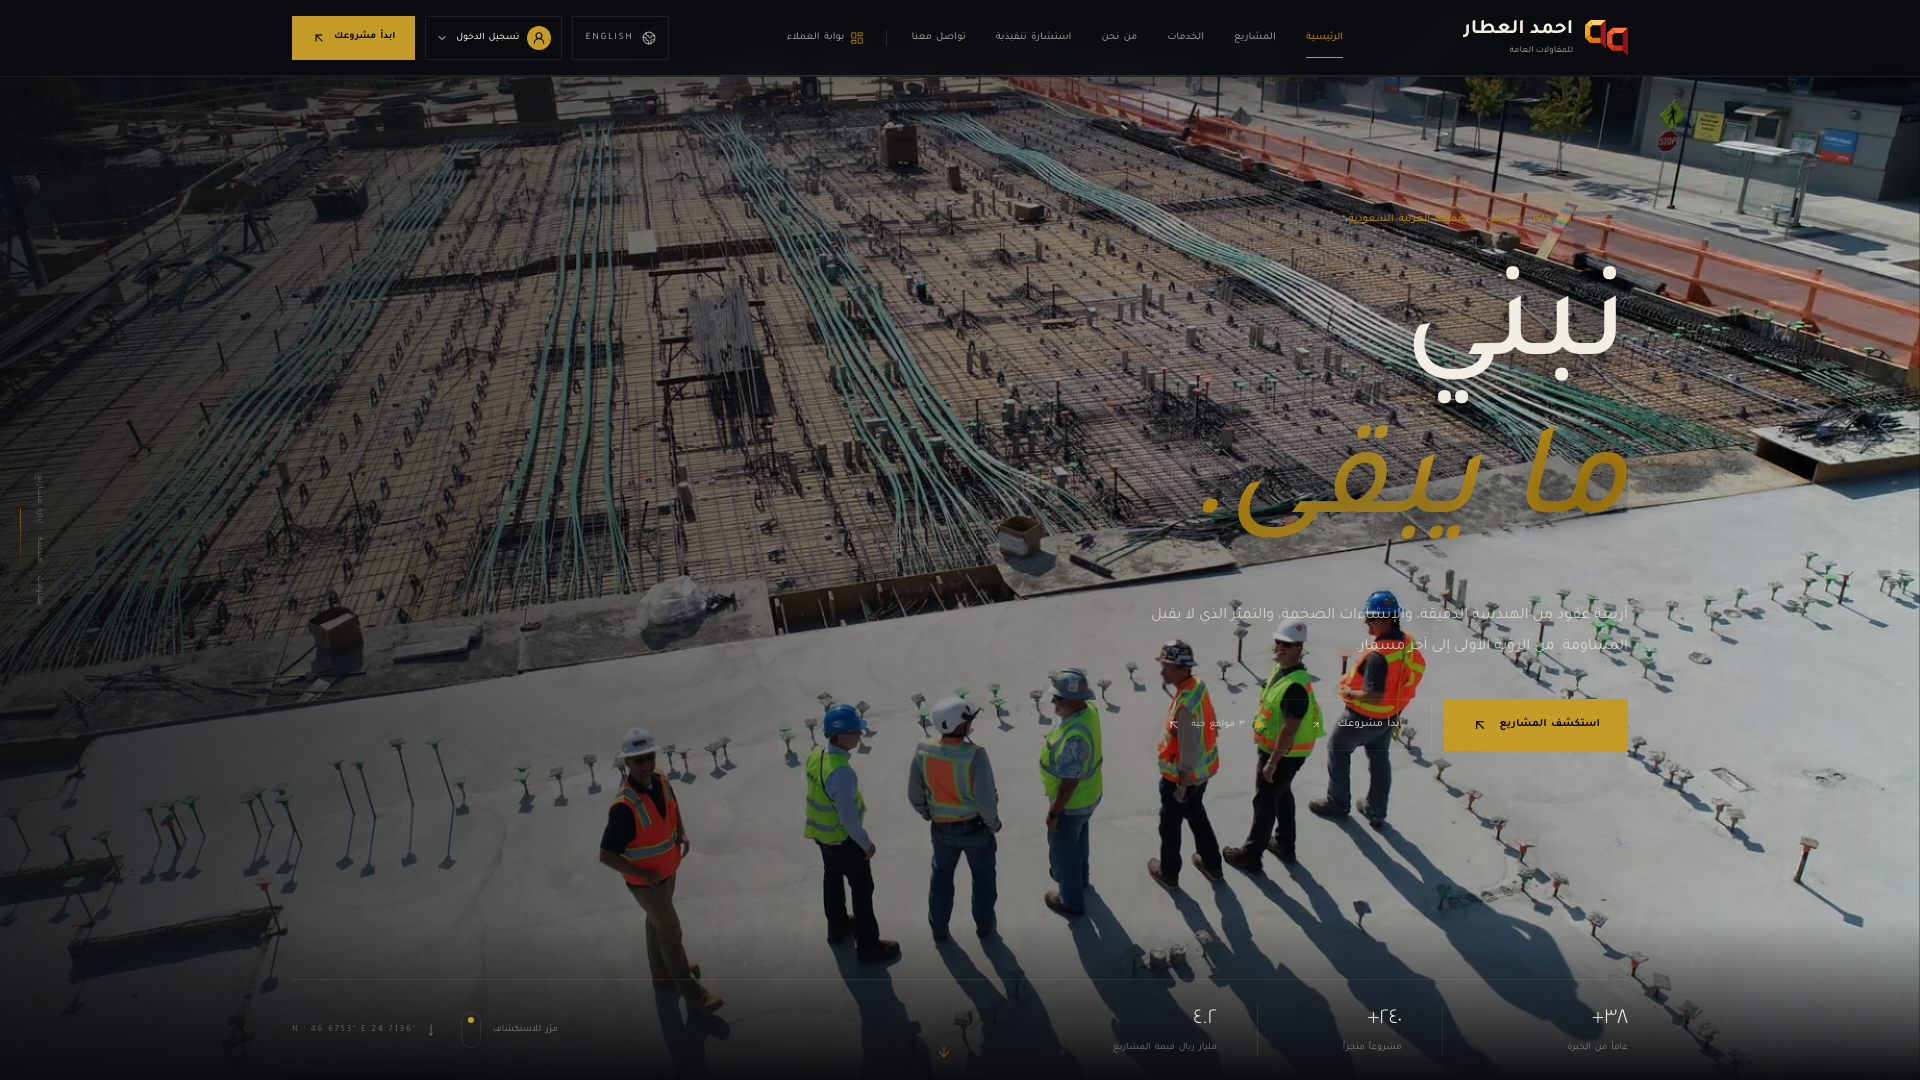 احمد العطار
للمقاولات العامة
الرئيسية
المشاريع
الخدمات
من نحن
استشارة تنفيذية
تواصل معنا
بوابة العملاء
ENGLISH
تسجيل الدخول
ابدأ مشروعك
المملكة العربية السعودية
نبني
ما يبقى.
أربعة عقود من الهندسة الدقيقة، والإنشاءات الضخمة، والتميّز الذي لا يقبل
المساومة. من الرؤية الأولى إلى آخر مسمار.
استكشف المشاريع
ابدأ مشروعك
٣ مواقع حية
+٣٨
عاماً من الخبرة
+٢٤٠
مشروعاً منجزاً
٤.٢
مليار ريال قيمة المشاريع
مرّر للاستكشاف
N · 46.6753° E 24.7136°
STOP